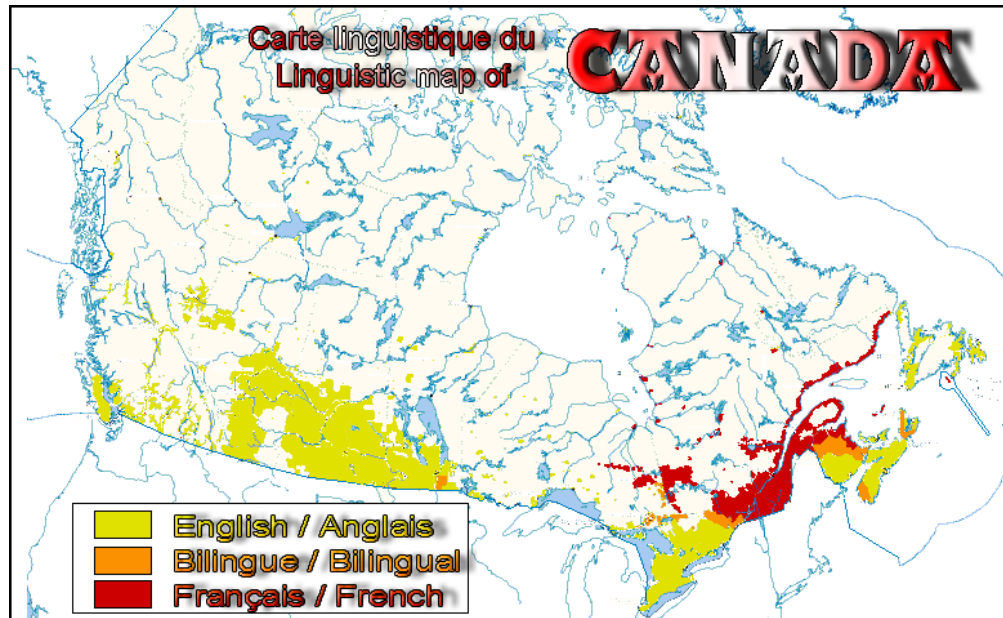 Carte linguistique du
Linguistic map of
CANADA
English / Anglais
Bilingue / Bilingual
Français / French